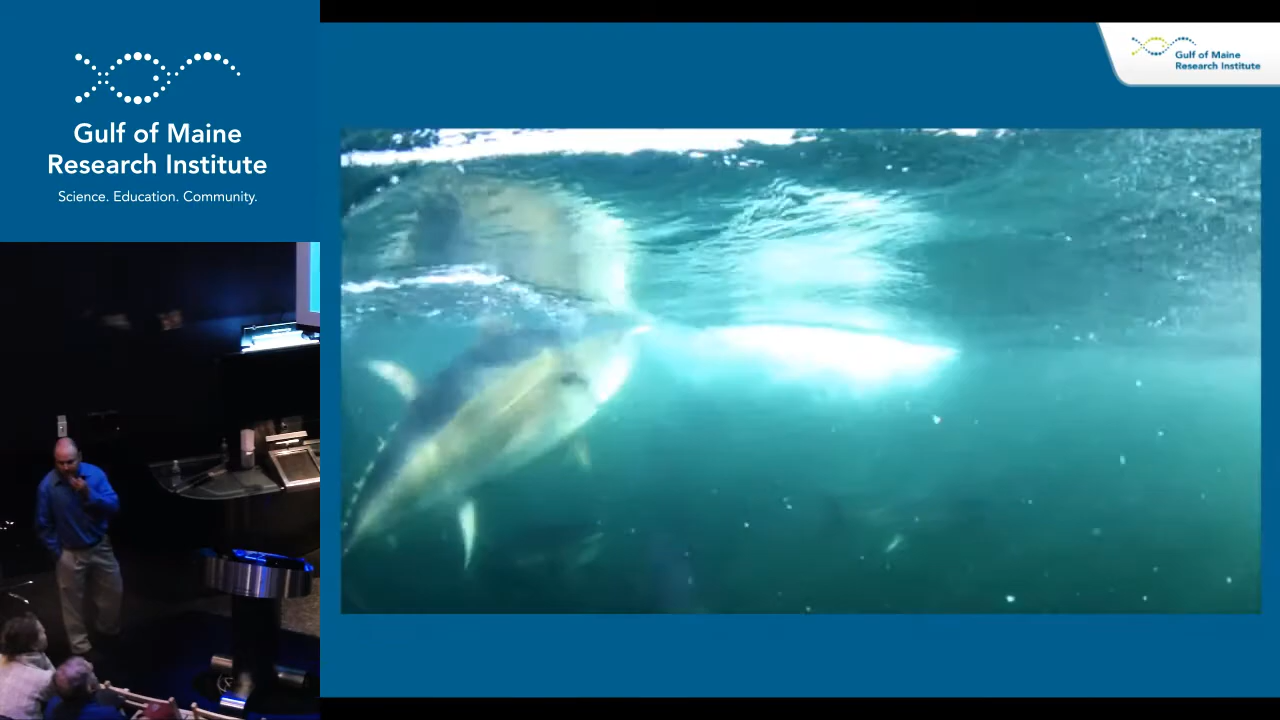 Gulf of Maine
Research Institute
Science. Education. Community.
Gulf of Maine
Research Institute